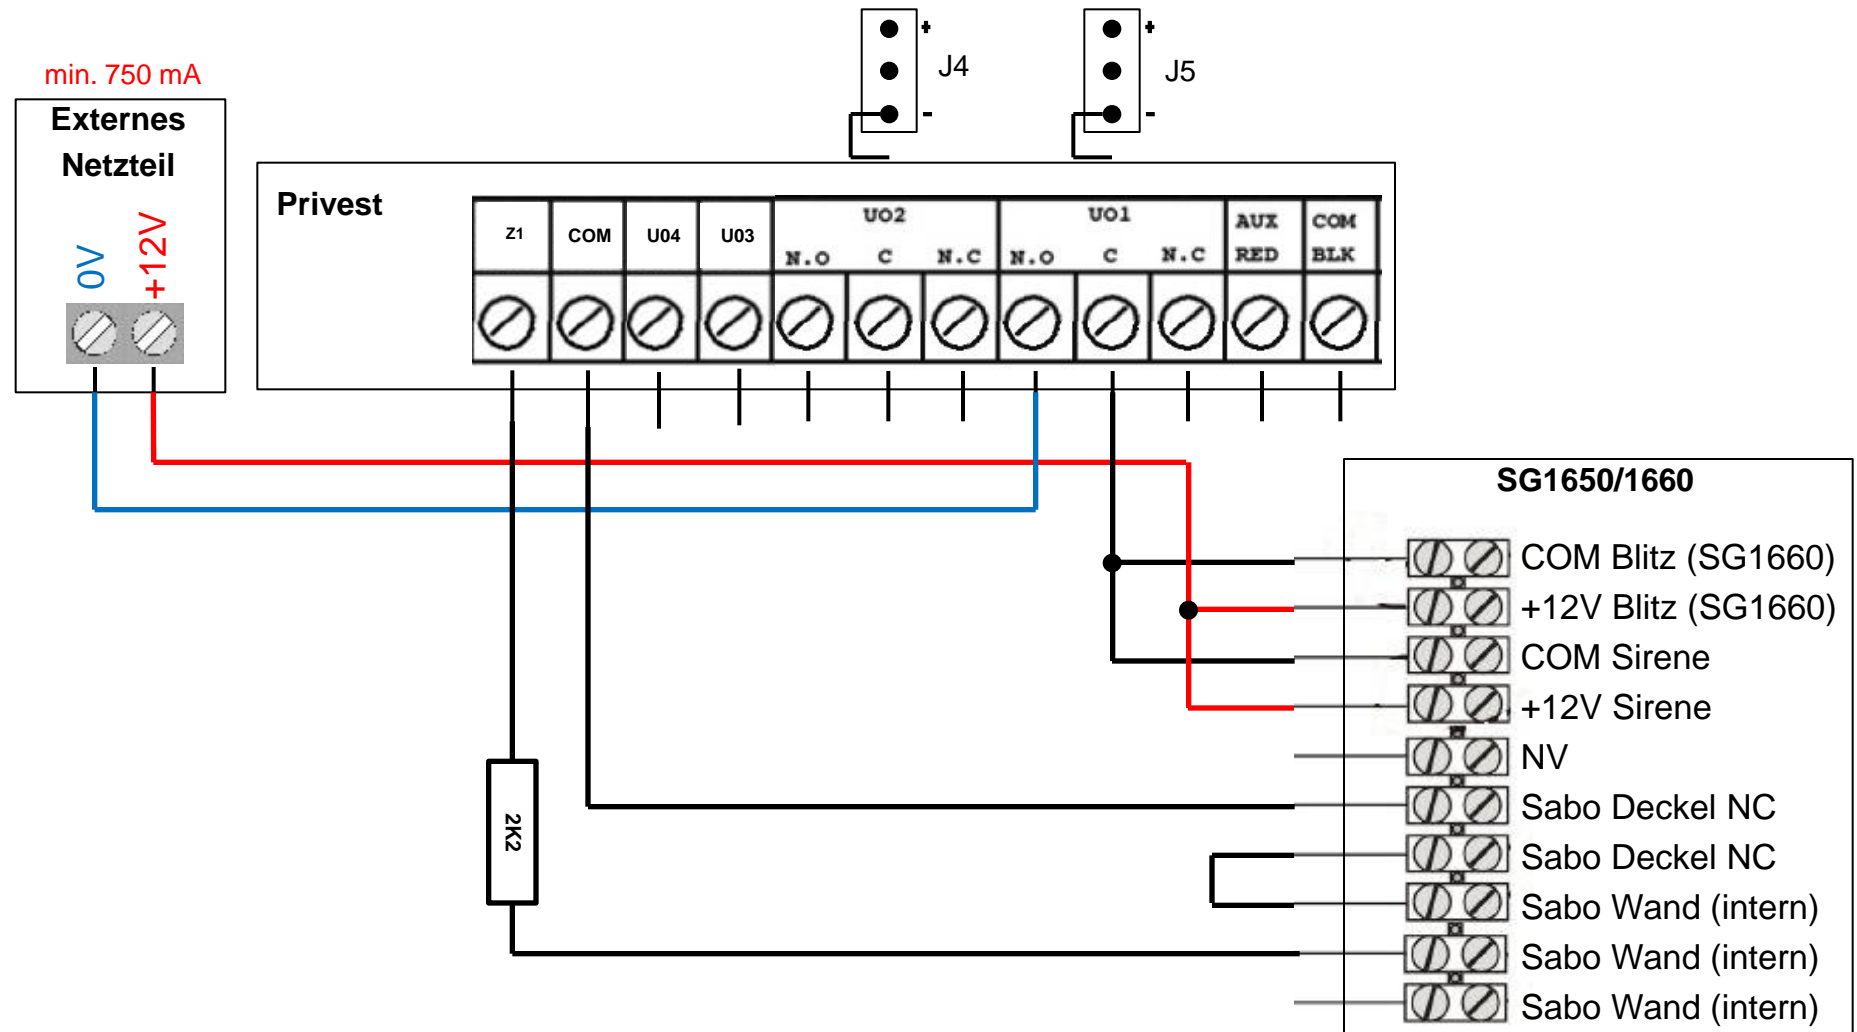 +
J4
-
+
J5
-
min. 750 mA
Externes
Netzteil
0V
+12V
Privest
Z1
COM
U04
U03
UO2
N.O C N.C
UO1
N.O C N.C
AUX
RED
COM
BLK
2K2
SG1650/1660
COM Blitz (SG1660)
+12V Blitz (SG1660)
COM Sirene
+12V Sirene
NV
Sabo Deckel NC
Sabo Deckel NC
Sabo Wand (intern)
Sabo Wand (intern)
Sabo Wand (intern)